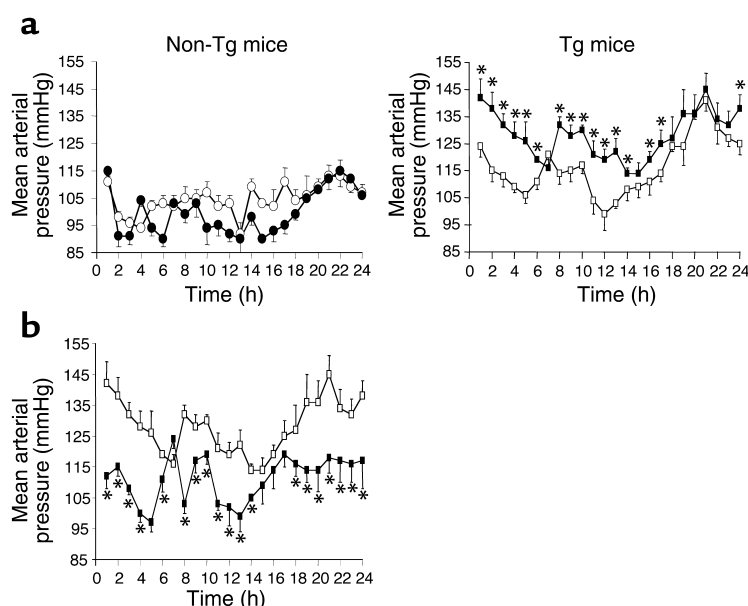 a
Non-Tg mice
Mean arterial
pressure (mmHg)
155
145
135
125
115
105
95
85
0 2 4 6 8 10 12 14 16 18 20 22 24
Time (h)
Tg mice
Mean arterial
pressure (mmHg)
155
145
135
125
115
105
95
85
* * * * * * * * * * * * * * * *
0 2 4 6 8 10 12 14 16 18 20 22 24
Time (h)
b
Mean arterial
pressure (mmHg)
155
145
135
125
115
105
95
85
* * * * * * * * * * * * * * * * * * *
0 2 4 6 8 10 12 14 16 18 20 22 24
Time (h)